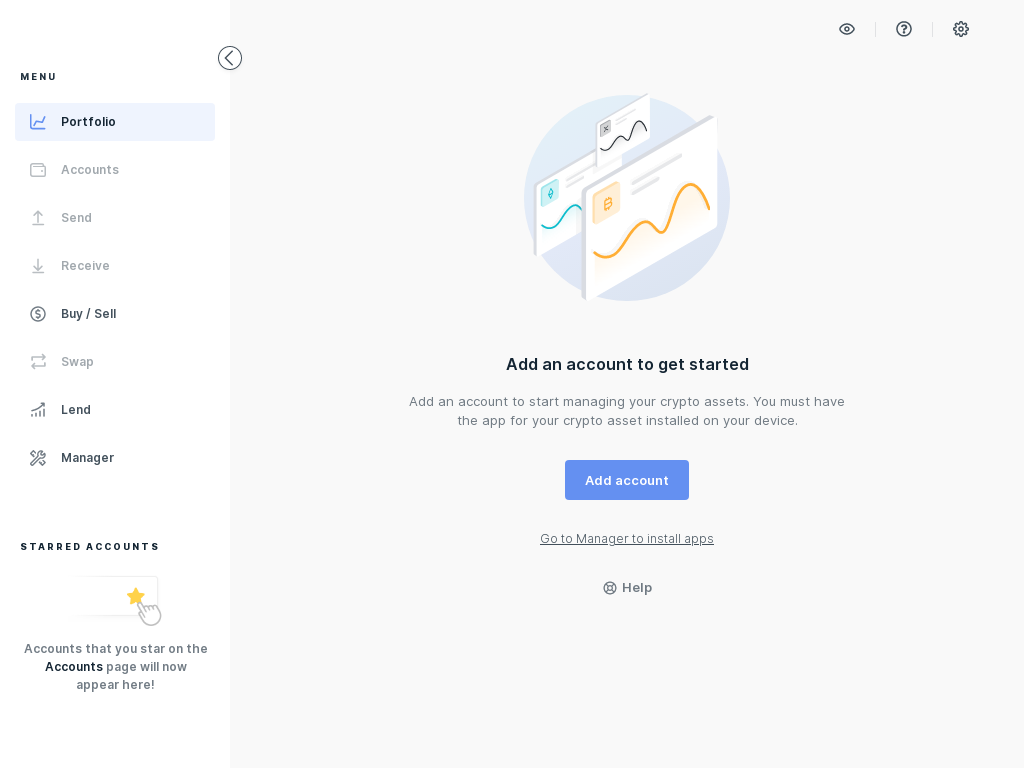 MENU
Portfolio
Accounts
Send
Receive
Buy / Sell
Swap
Lend
Manager
STARRED ACCOUNTS
Accounts that you star on the
Accounts page will now
appear here!
Add an account to get started
Add an account to start managing your crypto assets. You must have
the app for your crypto asset installed on your device.
Add account
Go to Manager to install apps
Help